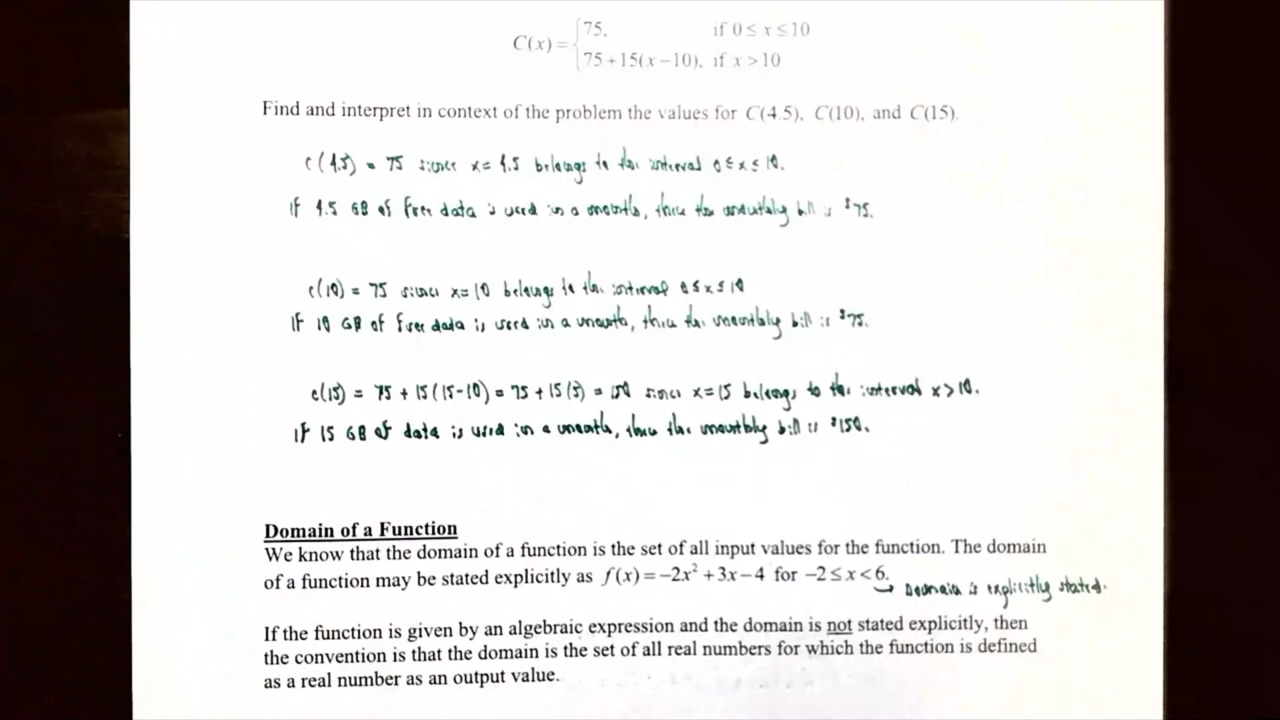 C(x) = { 75, if 0 ≤ x ≤ 10
75 + 15(x − 10), if x > 10
Find and interpret in context of the problem the values for C(4.5), C(10), and C(15).
C(4.5) = 75 since x = 4.5 belongs to the interval 0 ≤ x ≤ 10.
If 4.5 GB of free data is used in a month, then the monthly bill is $75.
C(10) = 75 since x = 10 belongs to the interval 0 ≤ x ≤ 10
If 10 GB of free data is used in a month, then the monthly bill is $75.
C(15) = 75 + 15(15-10) = 75 + 15(5) = 150 since x = 15 belongs to the interval x > 10.
If 15 GB of data is used in a month, then the monthly bill is $150.
Domain of a Function
We know that the domain of a function is the set of all input values for the function. The domain
of a function may be stated explicitly as f(x) = −2x² + 3x − 4 for −2 ≤ x < 6.
→ Domain is explicitly stated.
If the function is given by an algebraic expression and the domain is not stated explicitly, then
the convention is that the domain is the set of all real numbers for which the function is defined
as a real number as an output value.